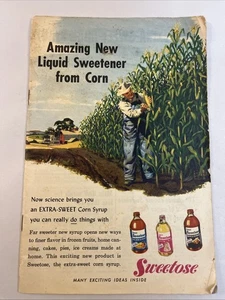 Amazing New
Liquid Sweetener
from Corn
Now science brings you
an EXTRA-SWEET Corn Syrup
you can really do things with
Far sweeter new syrup opens new ways
to finer flavor in frozen fruits, home can-
ning, cakes, pies, ice creams made at
home. This exciting new product is
Sweetose, the extra-sweet corn syrup.
Sweetose
MANY EXCITING IDEAS INSIDE